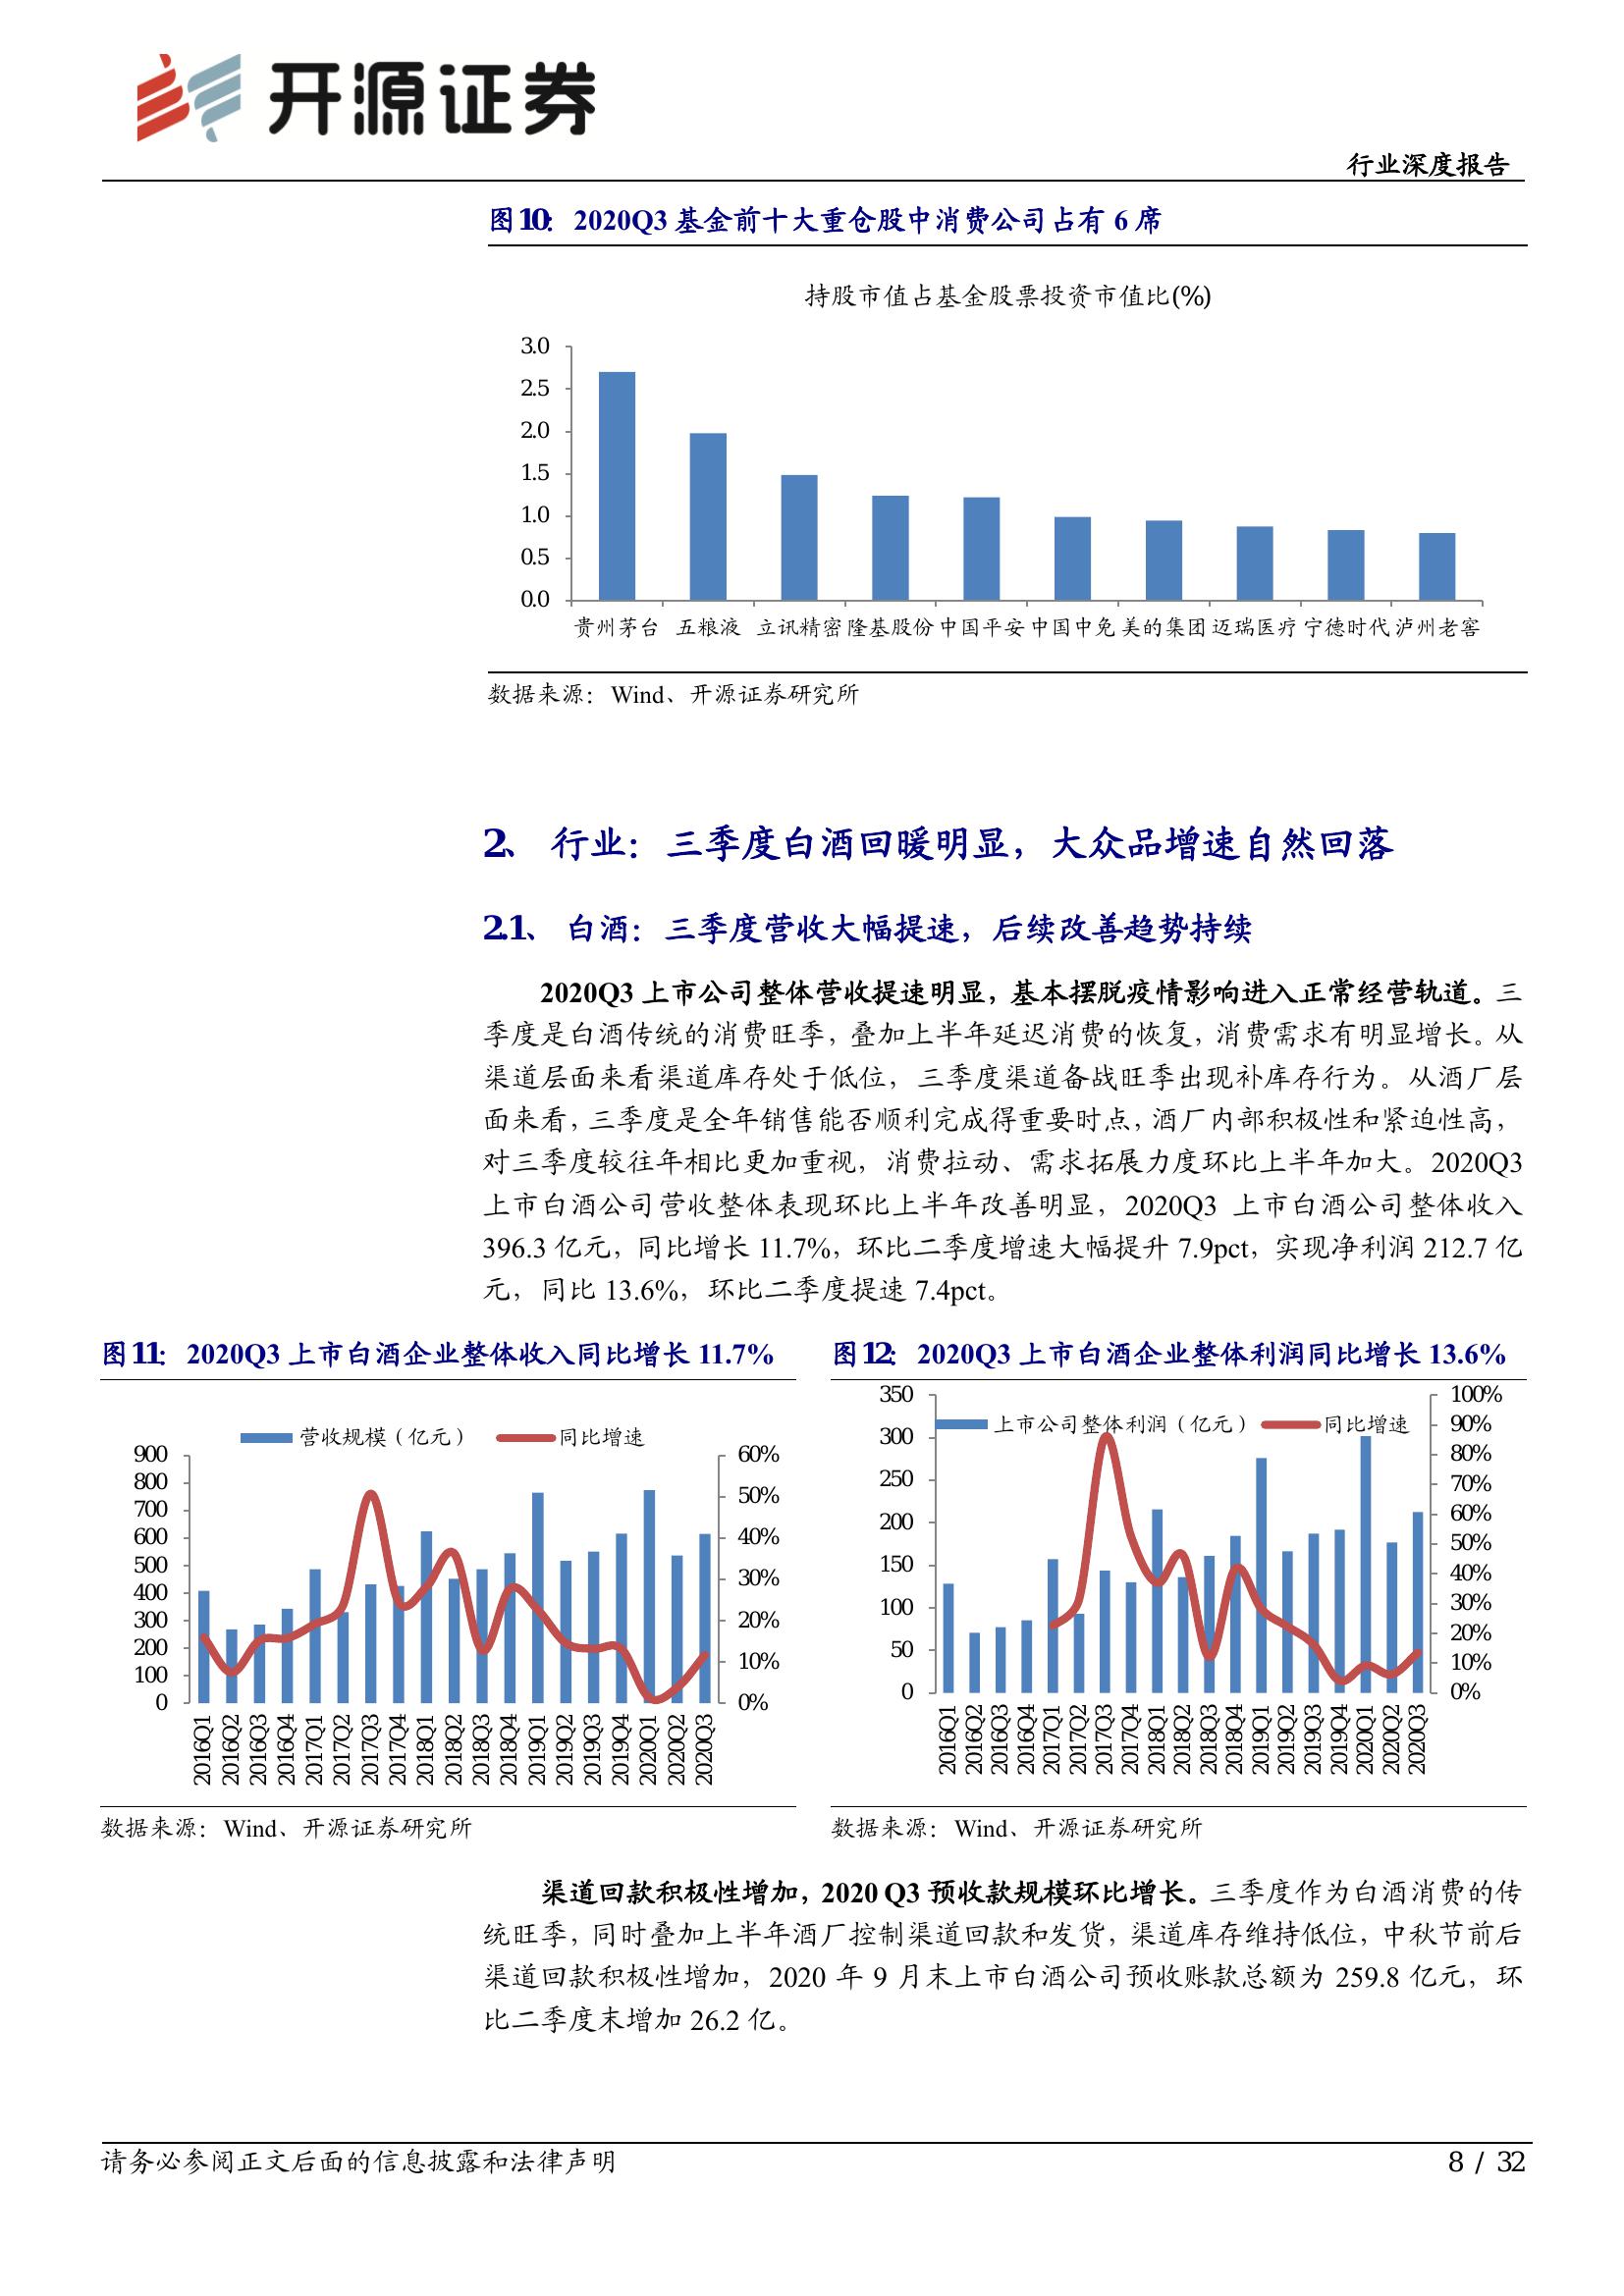 开源证券
行业深度报告
图10： 2020Q3 基金前十大重仓股中消费公司占有 6 席
持股市值占基金股票投资市值比(%)
3.0
2.5
2.0
1.5
1.0
0.5
0.0
贵州茅台 五粮液 立讯精密 隆基股份 中国平安 中国中免 美的集团 迈瑞医疗 宁德时代 泸州老窖
数据来源：Wind、开源证券研究所
2、 行业：三季度白酒回暖明显，大众品增速自然回落
2.1、 白酒：三季度营收大幅提速，后续改善趋势持续
2020Q3 上市公司整体营收提速明显，基本摆脱疫情影响进入正常经营轨道。三
季度是白酒传统的消费旺季，叠加上半年延迟消费的恢复，消费需求有明显增长。从
渠道层面来看渠道库存处于低位，三季度渠道备战旺季出现补库存行为。从酒厂层
面来看，三季度是全年销售能否顺利完成得重要时点，酒厂内部积极性和紧迫性高，
对三季度较往年相比更加重视，消费拉动、需求拓展力度环比上半年加大。2020Q3
上市白酒公司营收整体表现环比上半年改善明显，2020Q3 上市白酒公司整体收入
396.3 亿元，同比增长 11.7%，环比二季度增速大幅提升 7.9pct，实现净利润 212.7 亿
元，同比 13.6%，环比二季度提速 7.4pct。
图11： 2020Q3 上市白酒企业整体收入同比增长 11.7%
营收规模（亿元） 同比增速
900
800
700
600
500
400
300
200
100
0
60%
50%
40%
30%
20%
10%
0%
2016Q1 2016Q2 2016Q3 2016Q4 2017Q1 2017Q2 2017Q3 2017Q4 2018Q1 2018Q2 2018Q3 2018Q4 2019Q1 2019Q2 2019Q3 2019Q4 2020Q1 2020Q2 2020Q3
数据来源：Wind、开源证券研究所
图12： 2020Q3 上市白酒企业整体利润同比增长 13.6%
上市公司整体利润（亿元） 同比增速
350
300
250
200
150
100
50
0
100%
90%
80%
70%
60%
50%
40%
30%
20%
10%
0%
2016Q1 2016Q2 2016Q3 2016Q4 2017Q1 2017Q2 2017Q3 2017Q4 2018Q1 2018Q2 2018Q3 2018Q4 2019Q1 2019Q2 2019Q3 2019Q4 2020Q1 2020Q2 2020Q3
数据来源：Wind、开源证券研究所
渠道回款积极性增加，2020 Q3 预收款规模环比增长。三季度作为白酒消费的传
统旺季，同时叠加上半年酒厂控制渠道回款和发货，渠道库存维持低位，中秋节前后
渠道回款积极性增加，2020 年 9 月末上市白酒公司预收账款总额为 259.8 亿元，环
比二季度末增加 26.2 亿。
请务必参阅正文后面的信息披露和法律声明
8 / 32